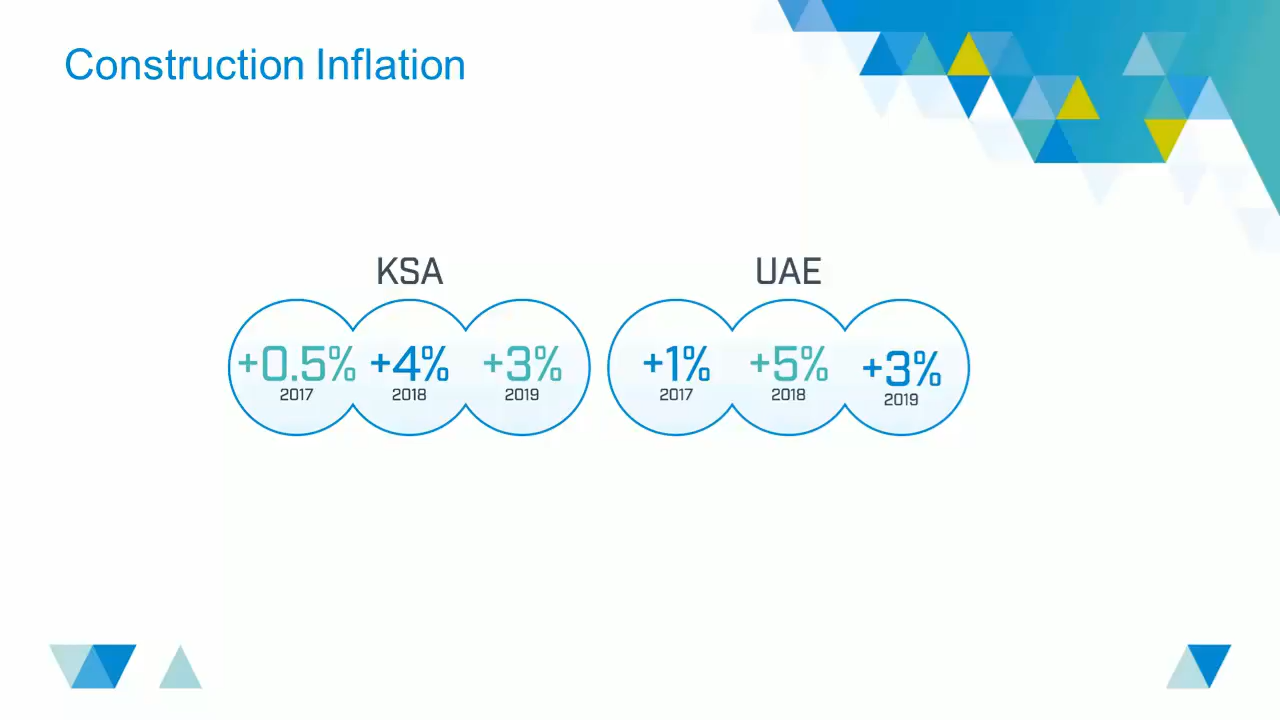 Construction Inflation
KSA
+0.5% +4% +3%
2017 2018 2019
UAE
+1% +5% +3%
2017 2018 2019